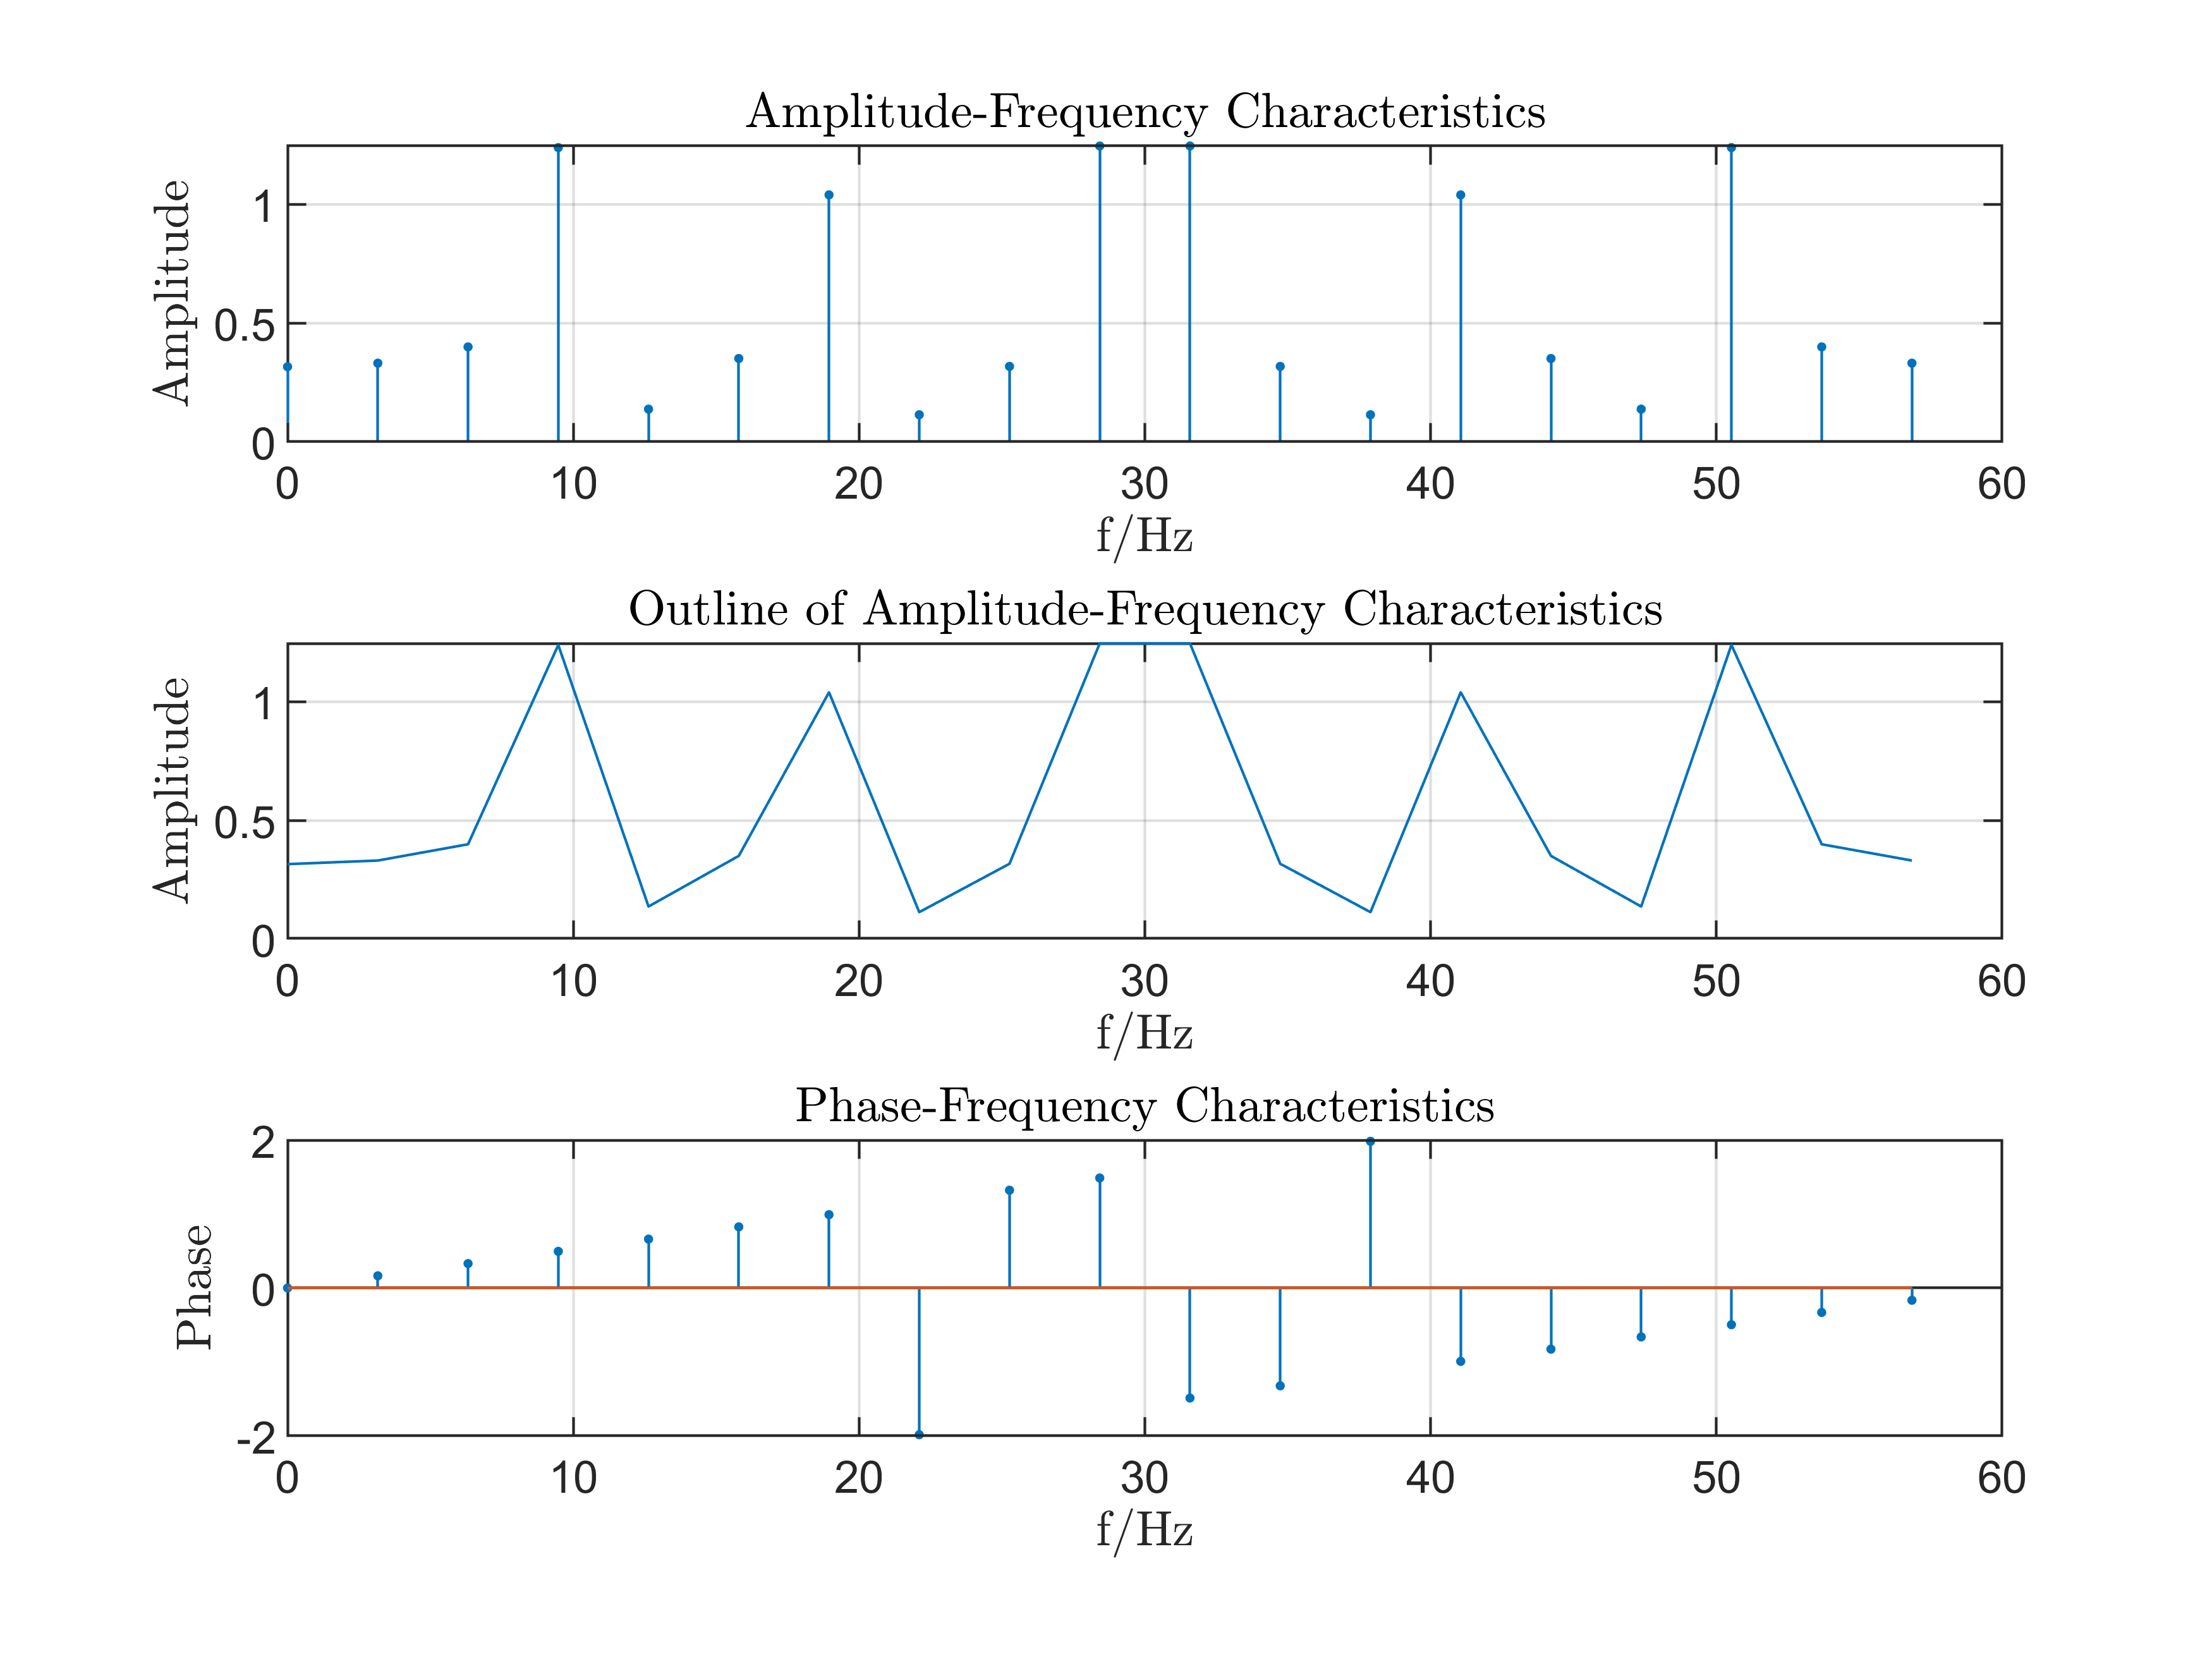 Amplitude-Frequency Characteristics
Amplitude
1
0.5
0
0 10 20 30 40 50 60
f/Hz
Outline of Amplitude-Frequency Characteristics
Amplitude
1
0.5
0
0 10 20 30 40 50 60
f/Hz
Phase-Frequency Characteristics
Phase
2
0
-2
0 10 20 30 40 50 60
f/Hz